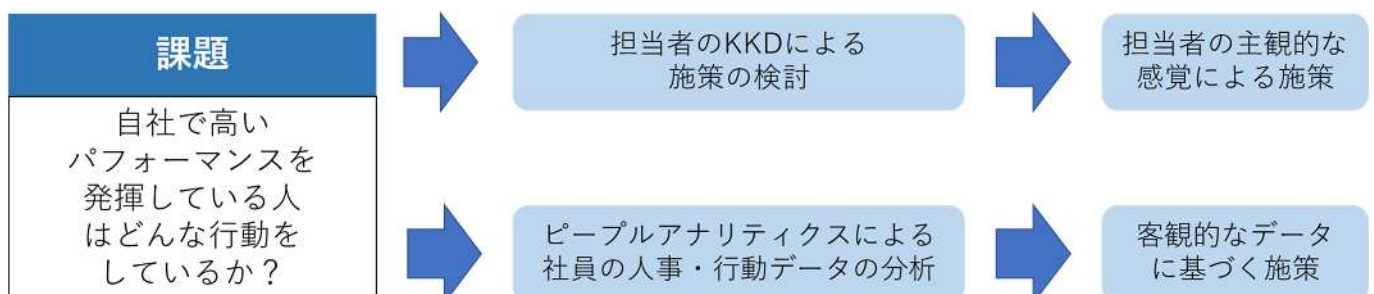 課題
自社で高い
パフォーマンスを
発揮している人
はどんな行動を
しているか？
担当者のKKDによる
施策の検討
担当者の主観的な
感覚による施策
ピープルアナリティクスによる
社員の人事・行動データの分析
客観的なデータ
に基づく施策